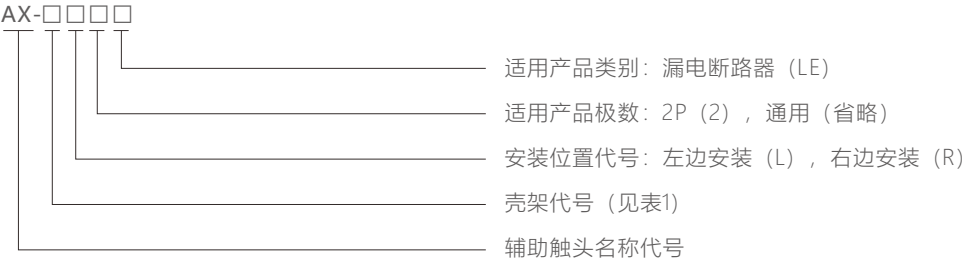 AX-□□□□
适用产品类别：漏电断路器（LE）
适用产品极数：2P（2），通用（省略）
安装位置代号：左边安装（L），右边安装（R）
壳架代号（见表1）
辅助触头名称代号